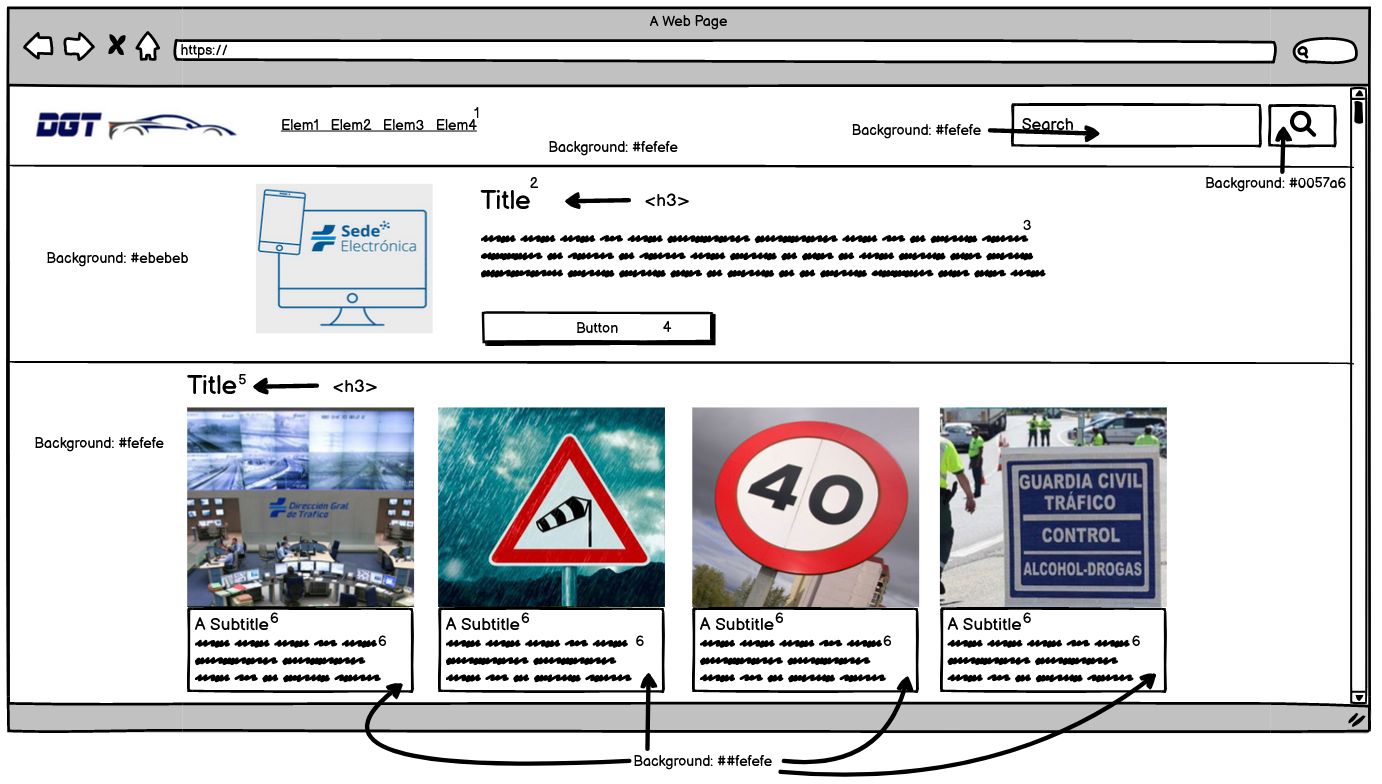 A Web Page
https://
DGT
Elem1 Elem2 Elem3 Elem4 1
Background: #fefefe
Background: #fefefe
Search
Background: #0057a6
Background: #ebebeb
Sede
Electrónica
Title 2
<h3>
3
Button 4
Title 5
<h3>
Background: #fefefe
Dirección Gral
de Trafico
40
GUARDIA CIVIL
TRÁFICO
CONTROL
ALCOHOL-DROGAS
A Subtitle 6
6
A Subtitle 6
6
A Subtitle 6
6
A Subtitle 6
6
Background: ##fefefe